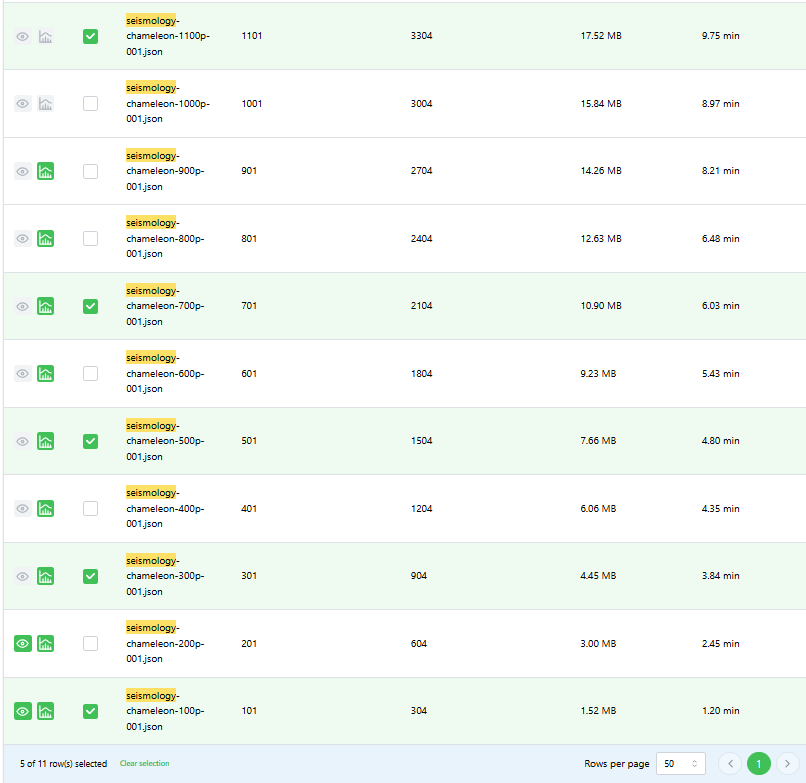 seismology-
chameleon-1100p- 1101 3304 17.52 MB 9.75 min
001.json
seismology-
chameleon-1000p- 1001 3004 15.84 MB 8.97 min
001.json
seismology-
chameleon-900p- 901 2704 14.26 MB 8.21 min
001.json
seismology-
chameleon-800p- 801 2404 12.63 MB 6.48 min
001.json
seismology-
chameleon-700p- 701 2104 10.90 MB 6.03 min
001.json
seismology-
chameleon-600p- 601 1804 9.23 MB 5.43 min
001.json
seismology-
chameleon-500p- 501 1504 7.66 MB 4.80 min
001.json
seismology-
chameleon-400p- 401 1204 6.06 MB 4.35 min
001.json
seismology-
chameleon-300p- 301 904 4.45 MB 3.84 min
001.json
seismology-
chameleon-200p- 201 604 3.00 MB 2.45 min
001.json
seismology-
chameleon-100p- 101 304 1.52 MB 1.20 min
001.json
5 of 11 row(s) selected Clear selection Rows per page 50 1